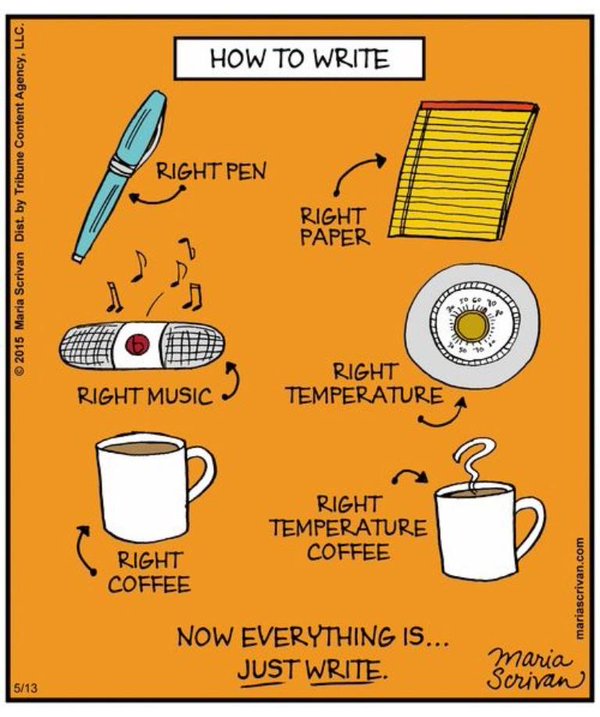 HOW TO WRITE
RIGHT PEN
RIGHT
PAPER
RIGHT MUSIC
b
RIGHT
TEMPERATURE
RIGHT
COFFEE
RIGHT
TEMPERATURE
COFFEE
NOW EVERYTHING IS...
JUST WRITE.
Maria
Scrivan
5/13
© 2015 Maria Scrivan Dist. by Tribune Content Agency, LLC.
mariascrivan.com